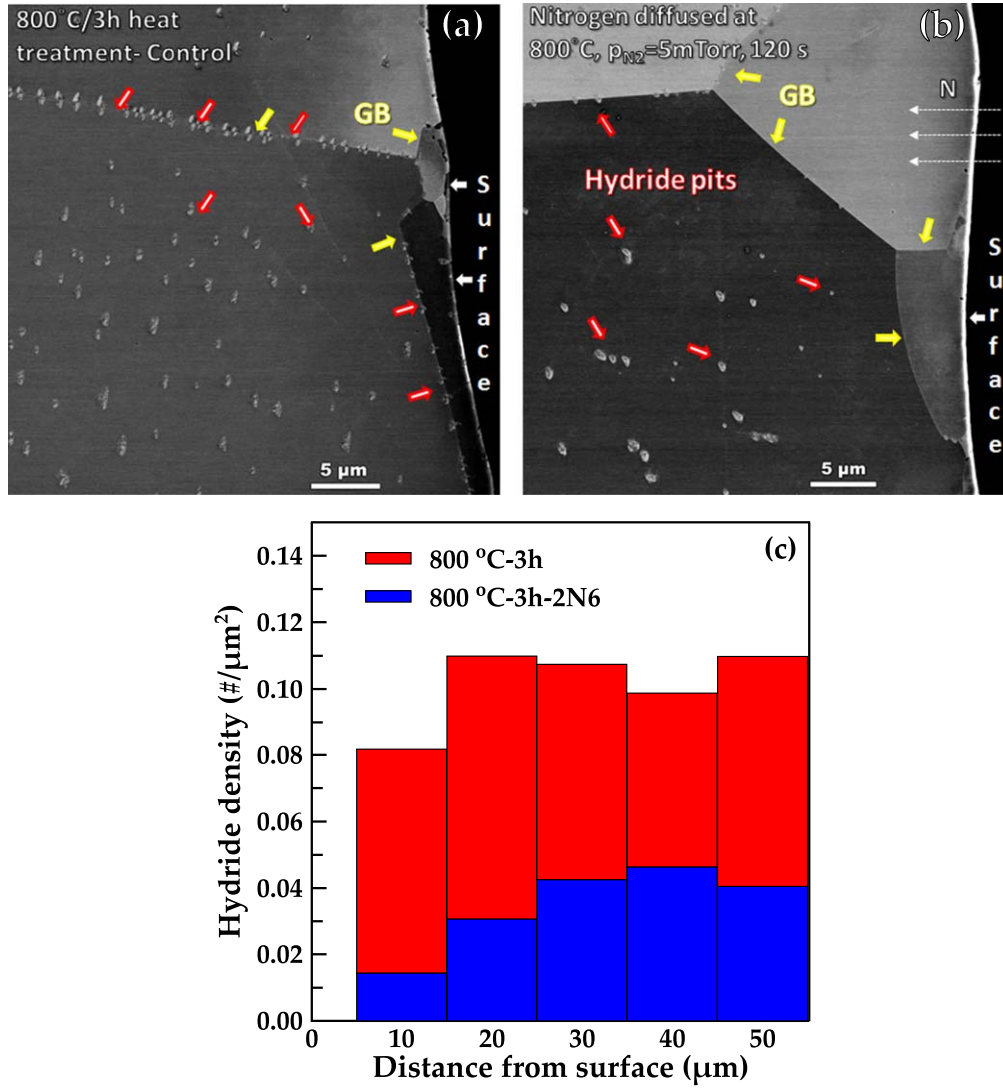 800°C/3h heat
treatment- Control
(a)
GB
Surface
5 µm
Nitrogen diffused at
800°C, pN2=5mTorr, 120 s
(b)
N
GB
Hydride pits
Surface
5 µm
(c)
800 °C-3h
800 °C-3h-2N6
Hydride density (#/µm²)
0.14
0.12
0.10
0.08
0.06
0.04
0.02
0.00
0 10 20 30 40 50
Distance from surface (µm)